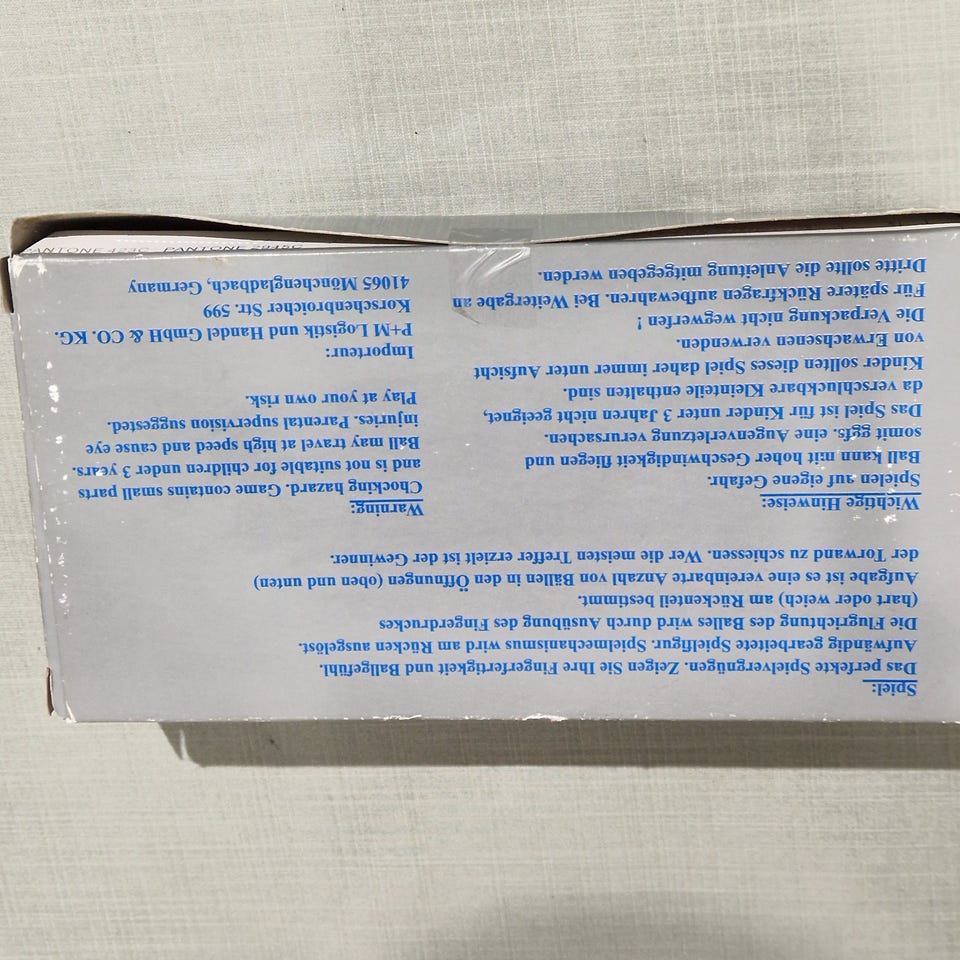 Spiel:
Das perfekte Spielvergnügen. Zeigen Sie Ihre Fingerfertigkeit und Ballgefühl.
Aufwändig gearbeitete Spielfigur. Spielmechanismus wird am Rücken ausgelöst.
Die Flugrichtung des Balles wird durch Ausübung des Fingerdruckes
(hart oder weich) am Rückenteil bestimmt.
Aufgabe ist es eine vereinbarte Anzahl von Bällen in den Öffnungen (oben und unten)
der Torwand zu schiessen. Wer die meisten Treffer erzielt ist der Gewinner.
Wichtige Hinweise:
Spielen auf eigene Gefahr.
Ball kann mit hoher Geschwindigkeit fliegen und
somit ggfs. eine Augenverletzung verursachen.
Das Spiel ist für Kinder unter 3 Jahren nicht geeignet,
da verschluckbare Kleinteile enthalten sind.
Kinder sollten dieses Spiel daher immer unter Aufsicht
von Erwachsenen verwenden.
Die Verpackung nicht wegwerfen !
Für spätere Rückfragen aufbewahren. Bei Weitergabe an
Dritte sollte die Anleitung mitgegeben werden.
Warning:
Chocking hazard. Game contains small parts
and is not suitable for children under 3 years.
Ball may travel at high speed and cause eye
injuries. Parental supervision suggested.
Play at your own risk.
Importeur:
P+M Logistik und Handel GmbH & CO. KG.
Korschenbroicher Str. 599
41065 Mönchengladbach, Germany
PANTONE PANTONE